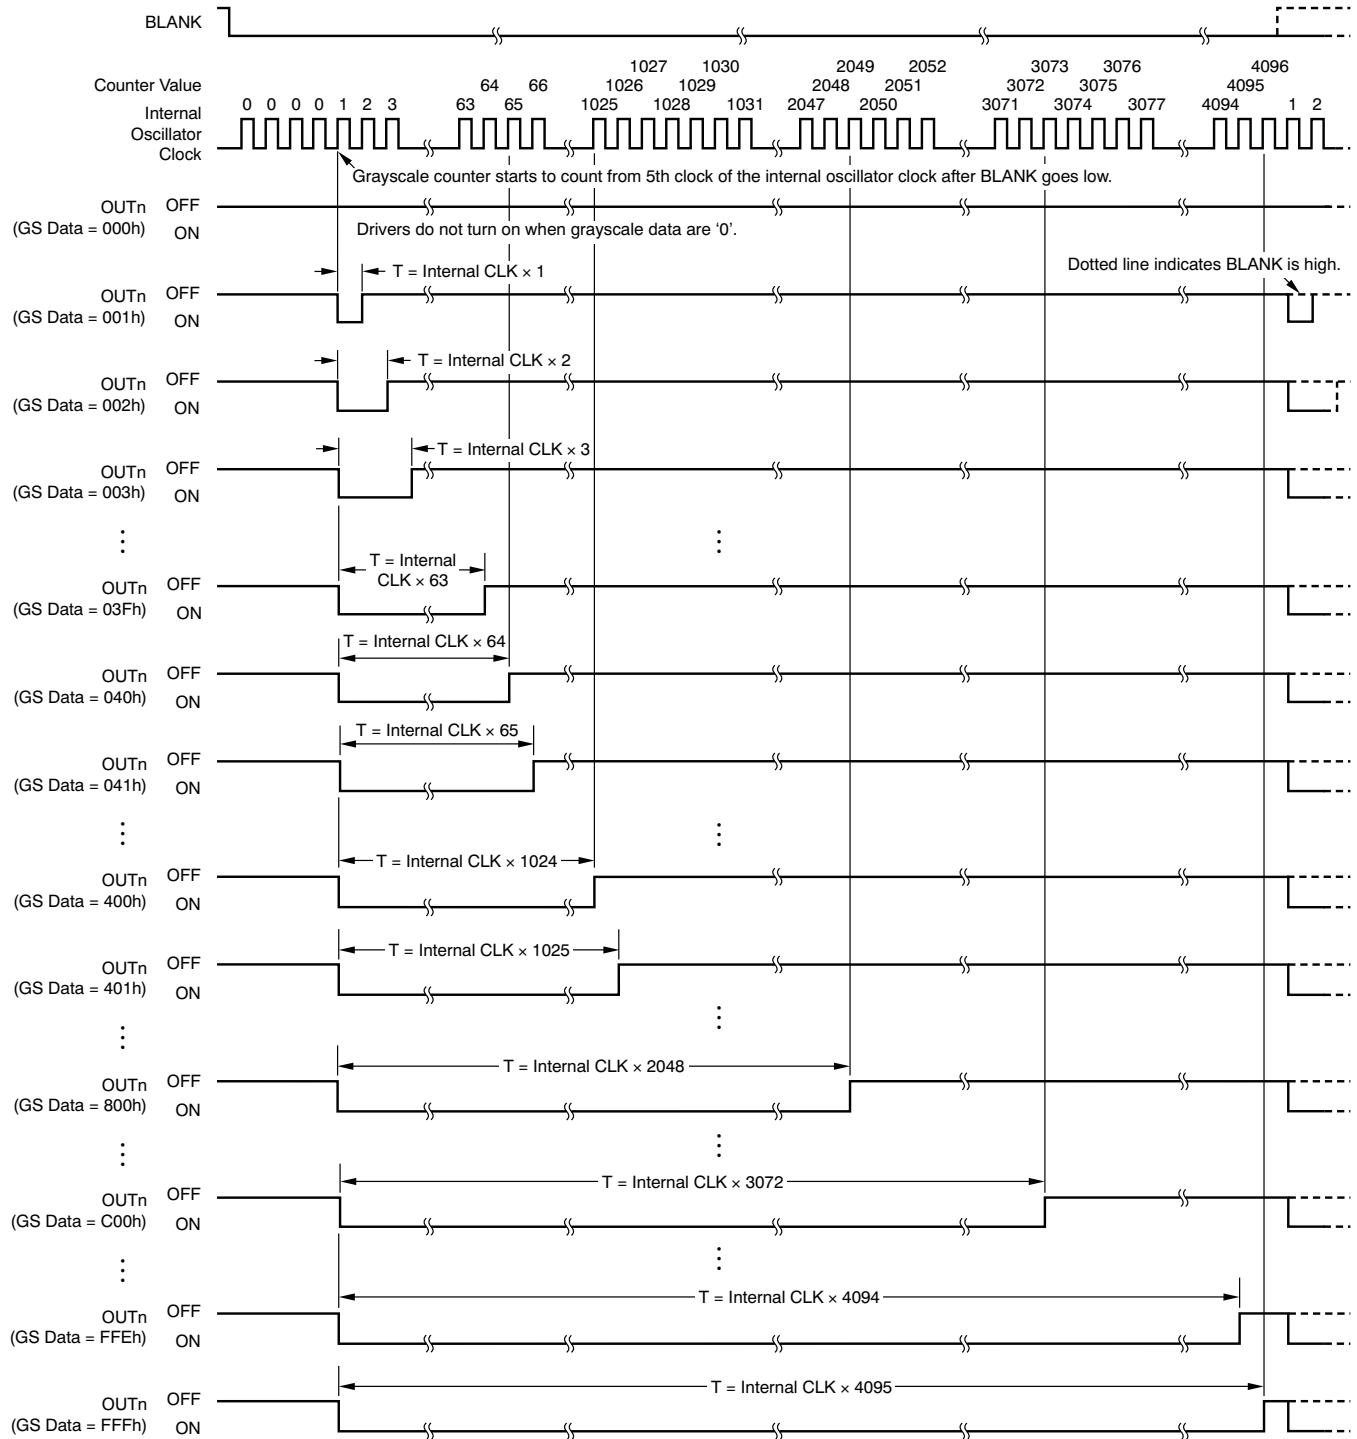 BLANK
1027 1030 2049 2052 3073 3076 4096
Counter Value 64 66 1026 1029 2048 2051 3072 3075 4095
Internal 0 0 0 0 1 2 3 63 65 1025 1028 1031 2047 2050 3071 3074 3077 4094 1 2
Oscillator
Clock
Grayscale counter starts to count from 5th clock of the internal oscillator clock after BLANK goes low.
OUTn OFF
(GS Data = 000h) ON
Drivers do not turn on when grayscale data are ‘0’.
T = Internal CLK × 1
Dotted line indicates BLANK is high.
OUTn OFF
(GS Data = 001h) ON
T = Internal CLK × 2
OUTn OFF
(GS Data = 002h) ON
T = Internal CLK × 3
OUTn OFF
(GS Data = 003h) ON
T = Internal
CLK × 63
OUTn OFF
(GS Data = 03Fh) ON
T = Internal CLK × 64
OUTn OFF
(GS Data = 040h) ON
T = Internal CLK × 65
OUTn OFF
(GS Data = 041h) ON
T = Internal CLK × 1024
OUTn OFF
(GS Data = 400h) ON
T = Internal CLK × 1025
OUTn OFF
(GS Data = 401h) ON
T = Internal CLK × 2048
OUTn OFF
(GS Data = 800h) ON
T = Internal CLK × 3072
OUTn OFF
(GS Data = C00h) ON
T = Internal CLK × 4094
OUTn OFF
(GS Data = FFEh) ON
T = Internal CLK × 4095
OUTn OFF
(GS Data = FFFh) ON